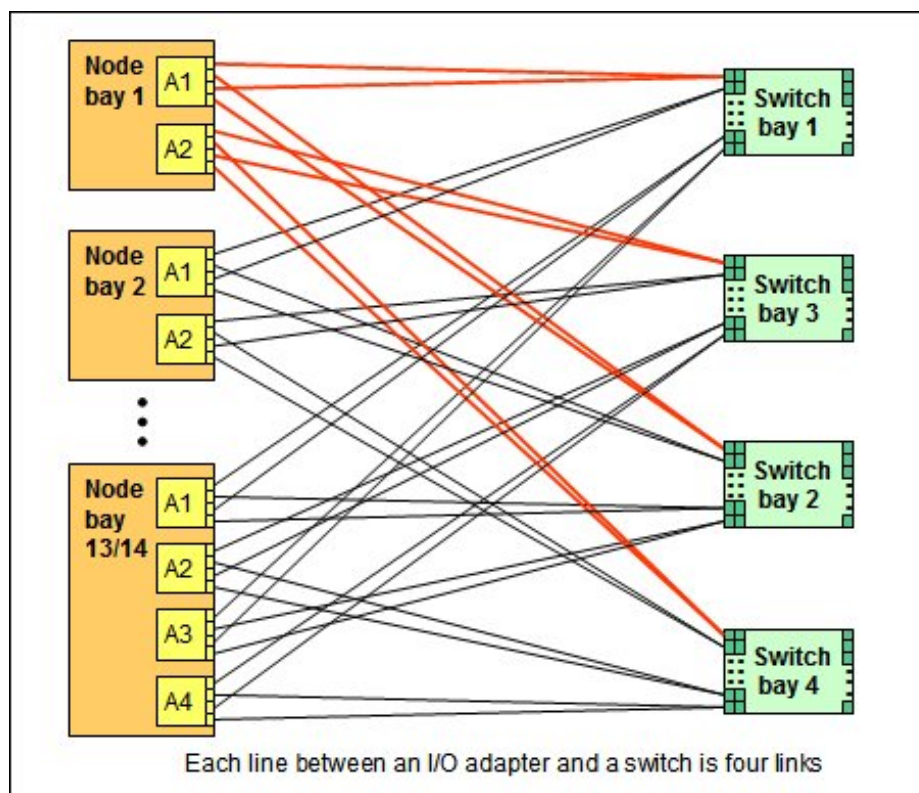 Node
bay 1
A1
A2
Node
bay 2
A1
A2
Node
bay
13/14
A1
A2
A3
A4
Switch
bay 1
Switch
bay 3
Switch
bay 2
Switch
bay 4
Each line between an I/O adapter and a switch is four links